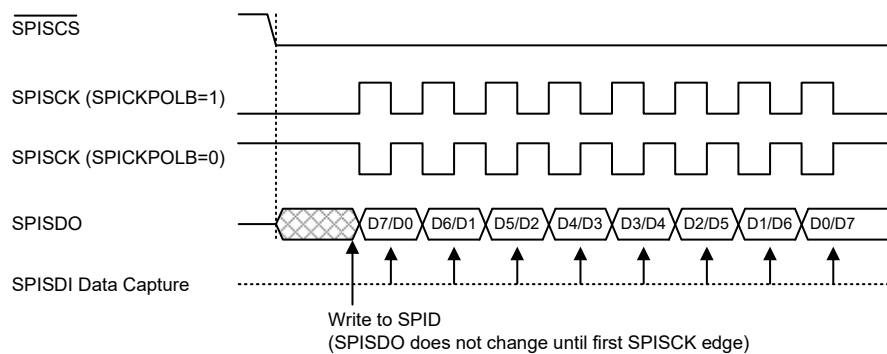 SPISCS
SPISCK (SPICKPOLB=1)
SPISCK (SPICKPOLB=0)
SPISDO D7/D0 D6/D1 D5/D2 D4/D3 D3/D4 D2/D5 D1/D6 D0/D7
SPISDI Data Capture
Write to SPID
(SPISDO does not change until first SPISCK edge)